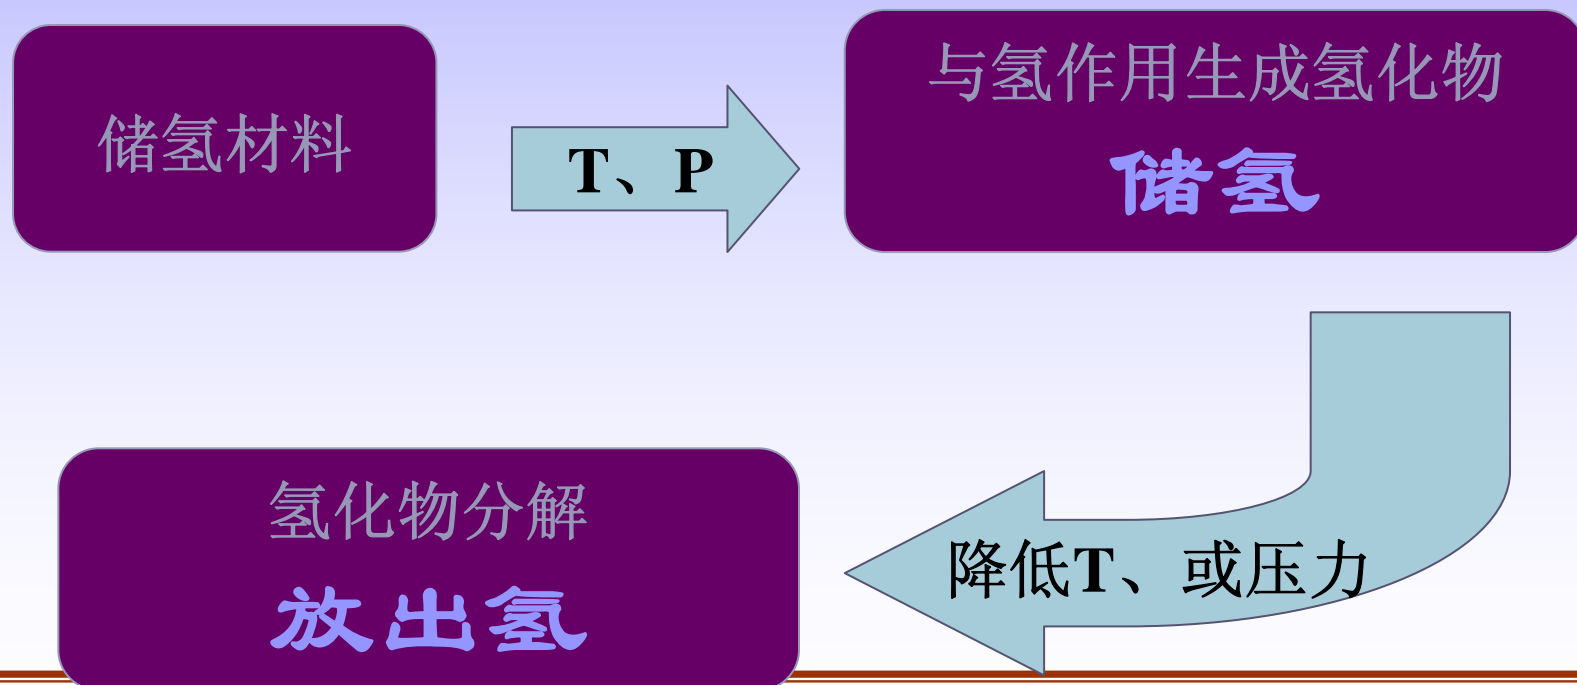 储氢材料
T、P
与氢作用生成氢化物
储氢
降低T、或压力
氢化物分解
放出氢